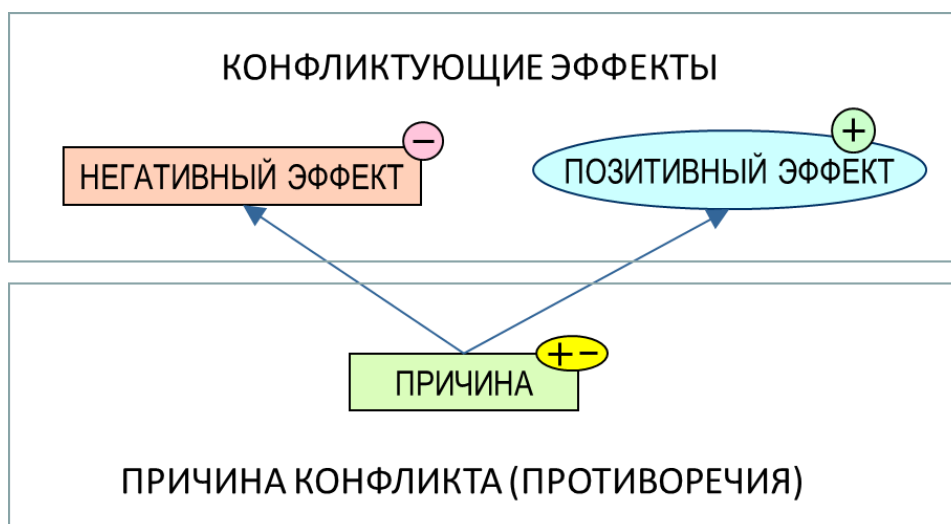 КОНФЛИКТУЮЩИЕ ЭФФЕКТЫ
−
+
НЕГАТИВНЫЙ ЭФФЕКТ
ПОЗИТИВНЫЙ ЭФФЕКТ
+ −
ПРИЧИНА
ПРИЧИНА КОНФЛИКТА (ПРОТИВОРЕЧИЯ)